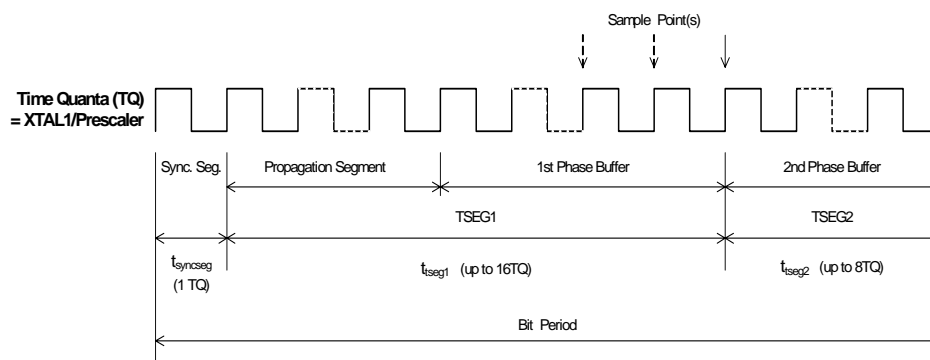 Sample Point(s)
Time Quanta (TQ)
= XTAL1/Prescaler
Sync. Seg.
Propagation Segment
1st Phase Buffer
2nd Phase Buffer
TSEG1
TSEG2
tsyncseg
(1 TQ)
ttseg1 (up to 16TQ)
ttseg2 (up to 8TQ)
Bit Period